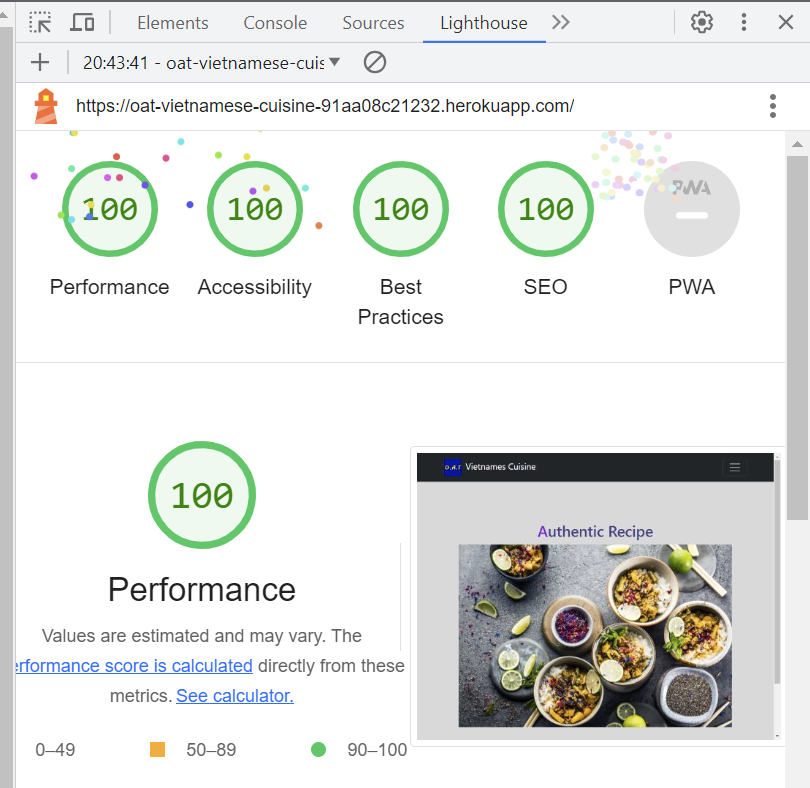 Elements Console Sources Lighthouse
20:43:41 - oat-vietnamese-cuis
https://oat-vietnamese-cuisine-91aa08c21232.herokuapp.com/
100 100 100 100 PWA
Performance Accessibility Best Practices SEO PWA
100
Performance
Values are estimated and may vary. The
erformance score is calculated directly from these
metrics. See calculator.
0–49 50–89 90–100
O.A.T Vietnames Cuisine
Authentic Recipe